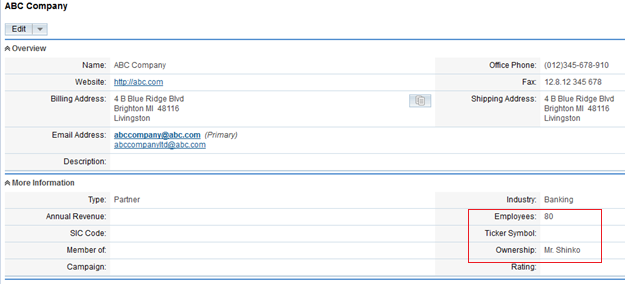 ABC Company
Edit
Overview
Name: ABC Company Office Phone: (012)345-678-910
Website: http://abc.com Fax: 12.8.12 345 678
Billing Address: 4 B Blue Ridge Blvd Shipping Address: 4 B Blue Ridge Blvd
Brighton MI 48116 Brighton MI 48116
Livingston Livingston
Email Address: abccompany@abc.com (Primary)
abccompanyltd@abc.com
Description:
More Information
Type: Partner Industry: Banking
Annual Revenue: Employees: 80
SIC Code: Ticker Symbol:
Member of: Ownership: Mr. Shinko
Campaign: Rating: